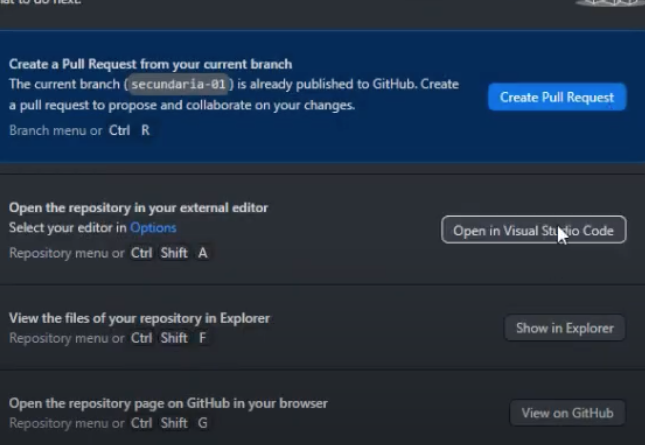 hat to do next.
Create a Pull Request from your current branch
The current branch ( secundaria-01 ) is already published to GitHub. Create
a pull request to propose and collaborate on your changes.
Branch menu or Ctrl R
Create Pull Request
Open the repository in your external editor
Select your editor in Options
Repository menu or Ctrl Shift A
Open in Visual Studio Code
View the files of your repository in Explorer
Repository menu or Ctrl Shift F
Show in Explorer
Open the repository page on GitHub in your browser
Repository menu or Ctrl Shift G
View on GitHub